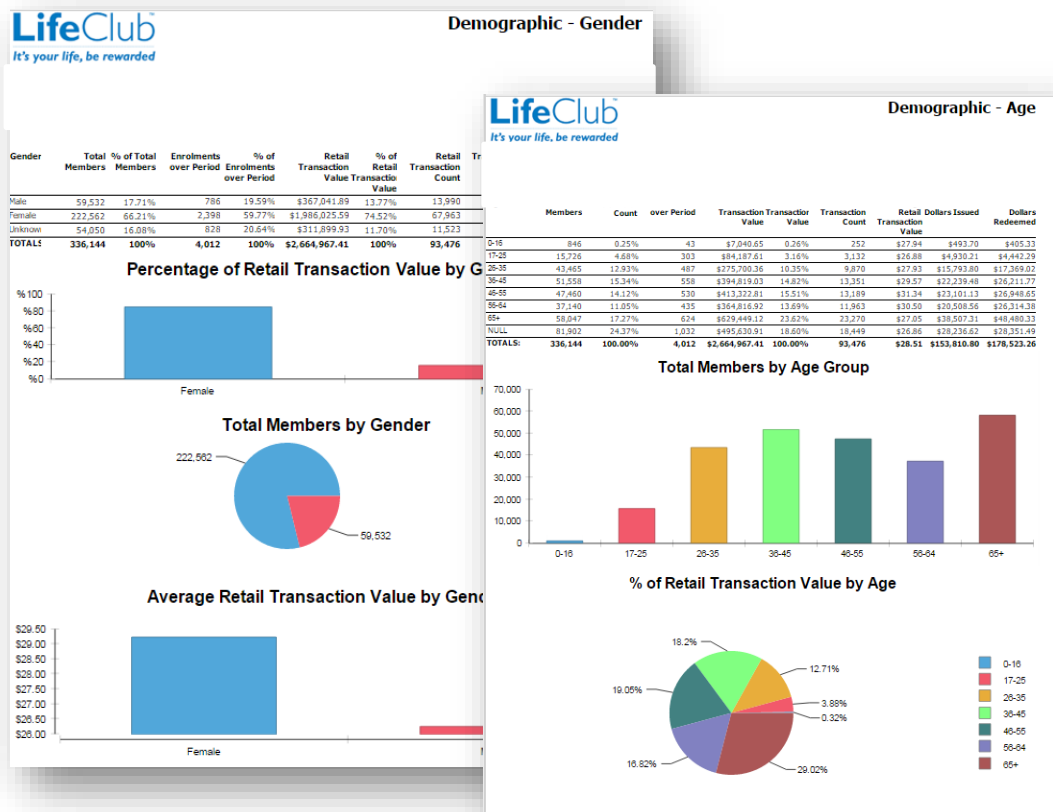 LifeClub
It's your life, be rewarded
Demographic - Gender
Gender Total Members % of Total Members Enrolments over Period % of Enrolments over Period Retail Transaction Value % of Retail Transaction Value Retail Transaction Count Tr
Male 59,532 17.71% 786 19.59% $367,041.89 13.77% 13,990
Female 222,562 66.21% 2,398 59.77% $1,986,025.59 74.52% 67,963
Unknown 54,050 16.08% 828 20.64% $311,899.93 11.70% 11,523
TOTALS 336,144 100% 4,012 100% $2,664,967.41 100% 93,476
Percentage of Retail Transaction Value by G
%100
%80
%60
%40
%20
%0
Female
Total Members by Gender
222,562
59,532
Average Retail Transaction Value by Gend
$29.50
$29.00
$28.50
$28.00
$27.50
$27.00
$26.50
$26.00
Female
LifeClub
It's your life, be rewarded
Demographic - Age
Members Count over Period Transaction Value Transaction Value Transaction Count Retail Transaction Value Dollars Issued Dollars Redeemed
0-16 846 0.25% 43 $7,040.65 0.26% 252 $27.94 $493.70 $405.33
17-25 15,726 4.68% 303 $84,187.61 3.16% 3,132 $26.88 $4,930.21 $4,442.29
26-35 43,465 12.93% 487 $275,700.36 10.35% 9,870 $27.93 $15,793.80 $17,369.02
36-45 51,558 15.34% 558 $394,819.03 14.82% 13,351 $29.57 $22,239.48 $26,211.77
46-55 47,460 14.12% 530 $413,322.81 15.51% 13,189 $31.34 $23,101.13 $26,948.65
56-64 37,140 11.05% 435 $364,816.92 13.69% 11,963 $30.50 $20,508.56 $26,314.38
65+ 58,047 17.27% 624 $629,449.12 23.62% 23,270 $27.05 $38,507.31 $48,480.33
NULL 81,902 24.37% 1,032 $495,630.91 18.60% 18,449 $26.86 $28,236.62 $28,351.49
TOTALS: 336,144 100.00% 4,012 $2,664,967.41 100.00% 93,476 $28.51 $153,810.80 $178,523.26
Total Members by Age Group
70,000
60,000
50,000
40,000
30,000
20,000
10,000
0
0-16 17-25 26-35 36-45 46-55 56-64 65+
% of Retail Transaction Value by Age
18.2%
12.71%
19.05%
3.88%
0.32%
16.82%
29.02%
0-16
17-25
26-35
36-45
46-55
56-64
65+